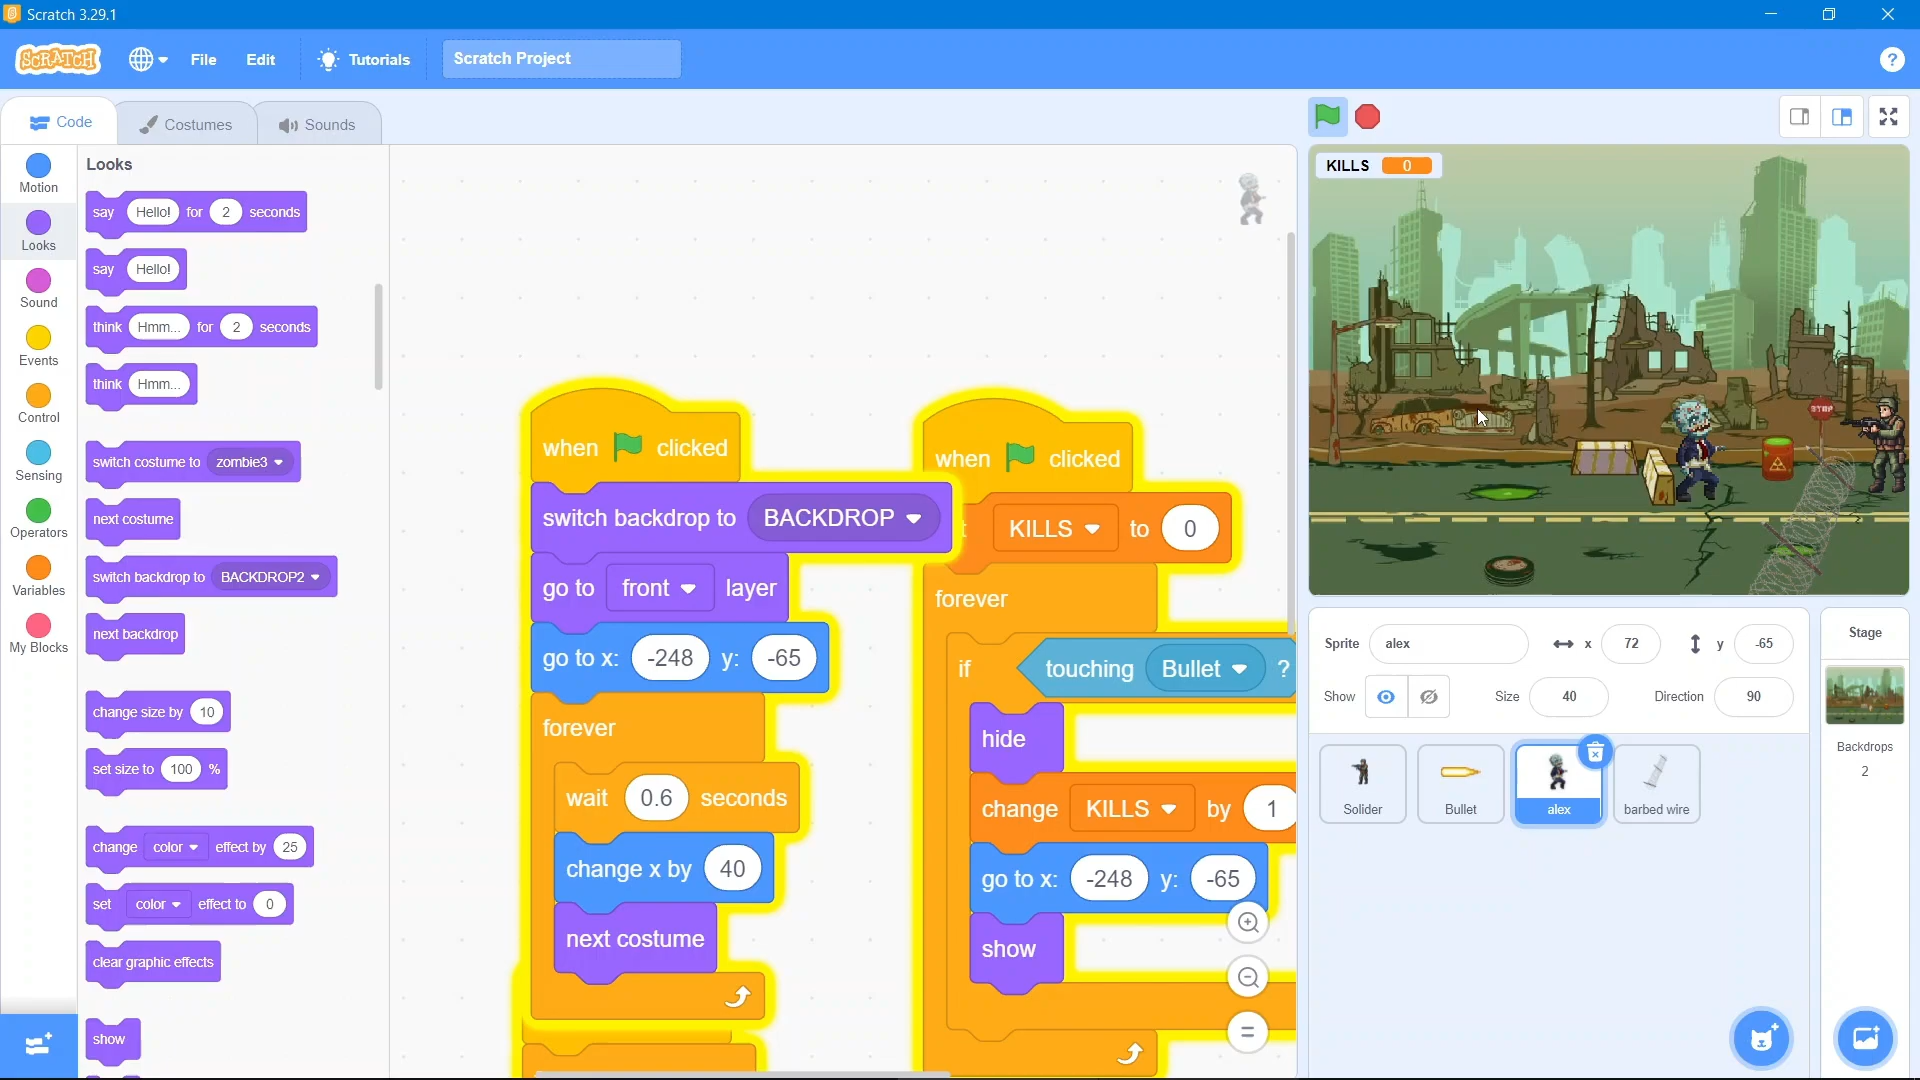 Scratch 3.29.1
SCRATCH File Edit Tutorials Scratch Project ?
Code Costumes Sounds
Motion
Looks
Sound
Events
Control
Sensing
Operators
Variables
My Blocks
Looks
say Hello! for 2 seconds
say Hello!
think Hmm... for 2 seconds
think Hmm...
switch costume to zombie3
next costume
switch backdrop to BACKDROP2
next backdrop
change size by 10
set size to 100 %
change color effect by 25
set color effect to 0
clear graphic effects
show
when clicked
switch backdrop to BACKDROP
go to front layer
go to x: -248 y: -65
forever
wait 0.6 seconds
change x by 40
next costume
when clicked
t KILLS to 0
forever
if touching Bullet ?
hide
change KILLS by 1
go to x: -248 y: -65
show
KILLS 0
STOP
Sprite alex x 72 y -65
Show Size 40 Direction 90
Solider
Bullet
alex
barbed wire
Stage
Backdrops
2